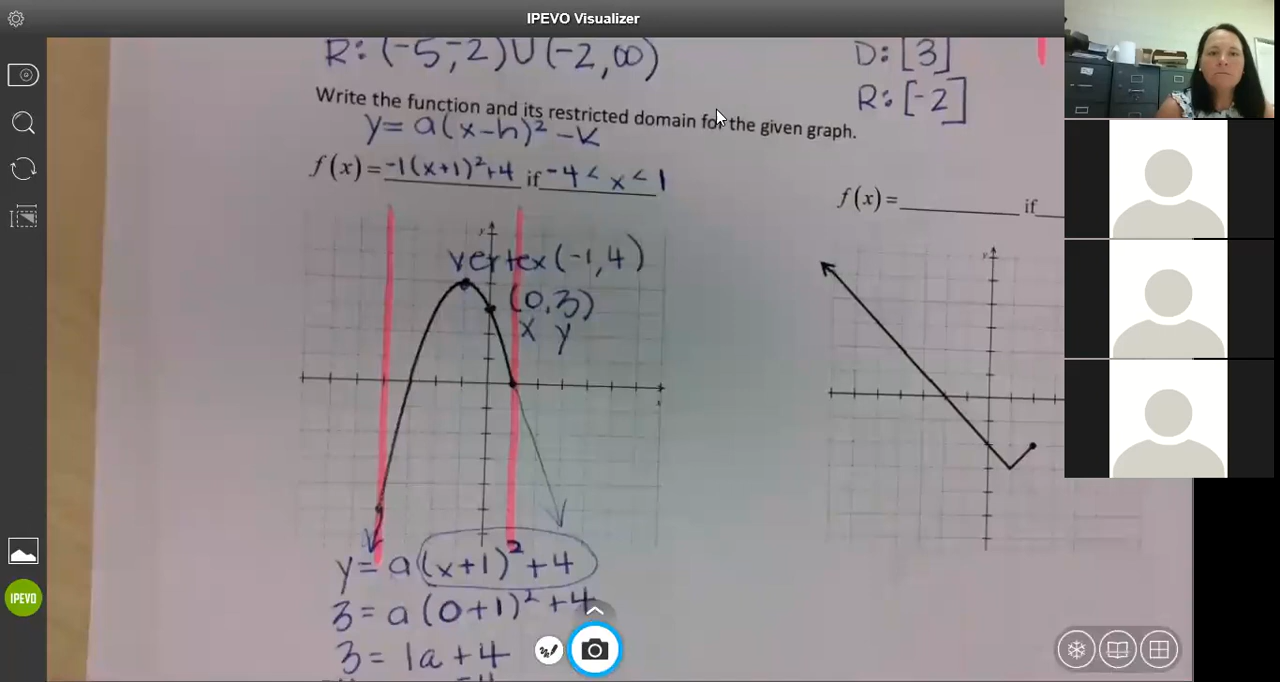 IPEVO Visualizer
R: (-5,-2)U(-2,∞)
D: [3]
R: [-2]
Write the function and its restricted domain for the given graph.
y= a(x-h)² -K
f(x)= -1(x+1)²+4 if -4 < x < 1
f(x)= if
y
vertex (-1,4)
(0,3)
x y
y
x
y= a(x+1)²+4
3= a(0+1)²+4
3= 1a+4
IPEVO